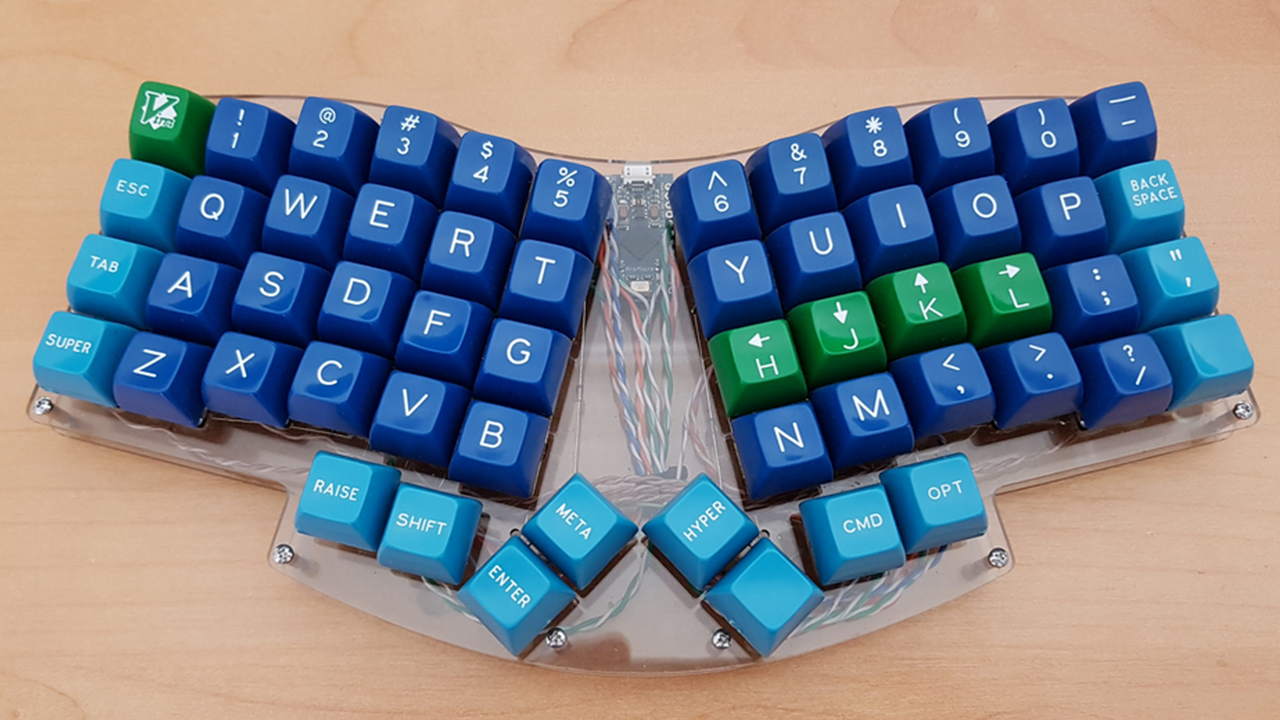 ! @ # $ % ^ & * ( ) —
1 2 3 4 5 6 7 8 9 0 –
ESC Q W E R T Y U I O P BACK SPACE
TAB A S D F G ← H ↓ J ↑ K → L : ; " ,
SUPER Z X C V B N M < , > . ? /
RAISE SHIFT META HYPER CMD OPT
ENTER